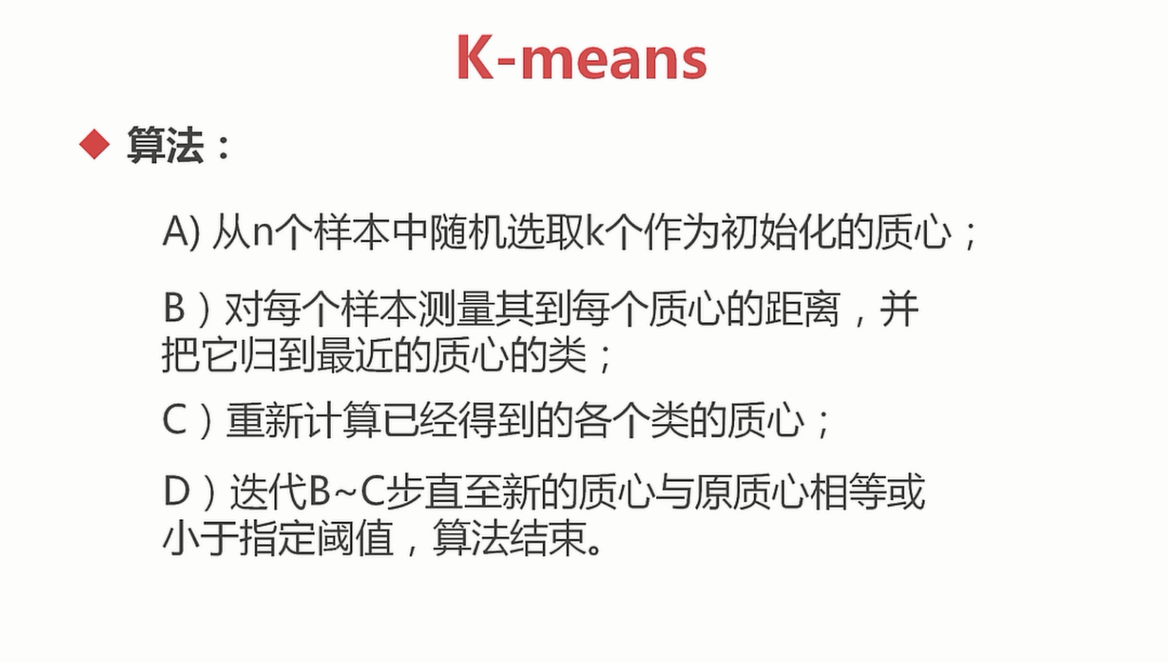 K-means
算法：
A) 从n个样本中随机选取k个作为初始化的质心；
B）对每个样本测量其到每个质心的距离，并
把它归到最近的质心的类；
C）重新计算已经得到的各个类的质心；
D）迭代B~C步直至新的质心与原质心相等或
小于指定阈值，算法结束。